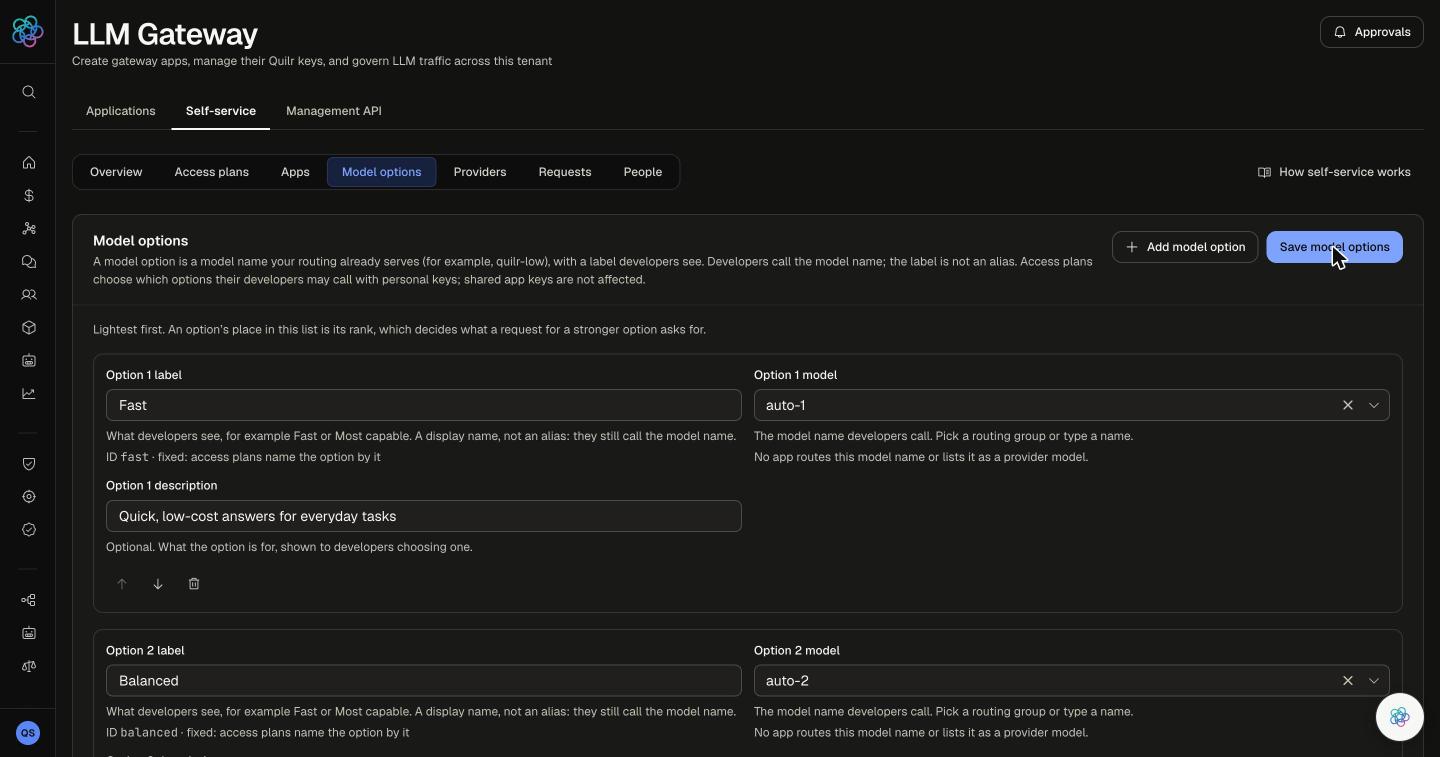 LLM Gateway
Create gateway apps, manage their Quilr keys, and govern LLM traffic across this tenant
Approvals
Applications
Self-service
Management API
Overview
Access plans
Apps
Model options
Providers
Requests
People
How self-service works
Model options
A model option is a model name your routing already serves (for example, quilr-low), with a label developers see. Developers call the model name; the label is not an alias. Access plans
choose which options their developers may call with personal keys; shared app keys are not affected.
Add model option
Save model options
Lightest first. An option's place in this list is its rank, which decides what a request for a stronger option asks for.
Option 1 label
Fast
What developers see, for example Fast or Most capable. A display name, not an alias: they still call the model name.
ID fast · fixed: access plans name the option by it
Option 1 model
auto-1
The model name developers call. Pick a routing group or type a name.
No app routes this model name or lists it as a provider model.
Option 1 description
Quick, low-cost answers for everyday tasks
Optional. What the option is for, shown to developers choosing one.
Option 2 label
Balanced
What developers see, for example Fast or Most capable. A display name, not an alias: they still call the model name.
ID balanced · fixed: access plans name the option by it
Option 2 model
auto-2
The model name developers call. Pick a routing group or type a name.
No app routes this model name or lists it as a provider model.
QS